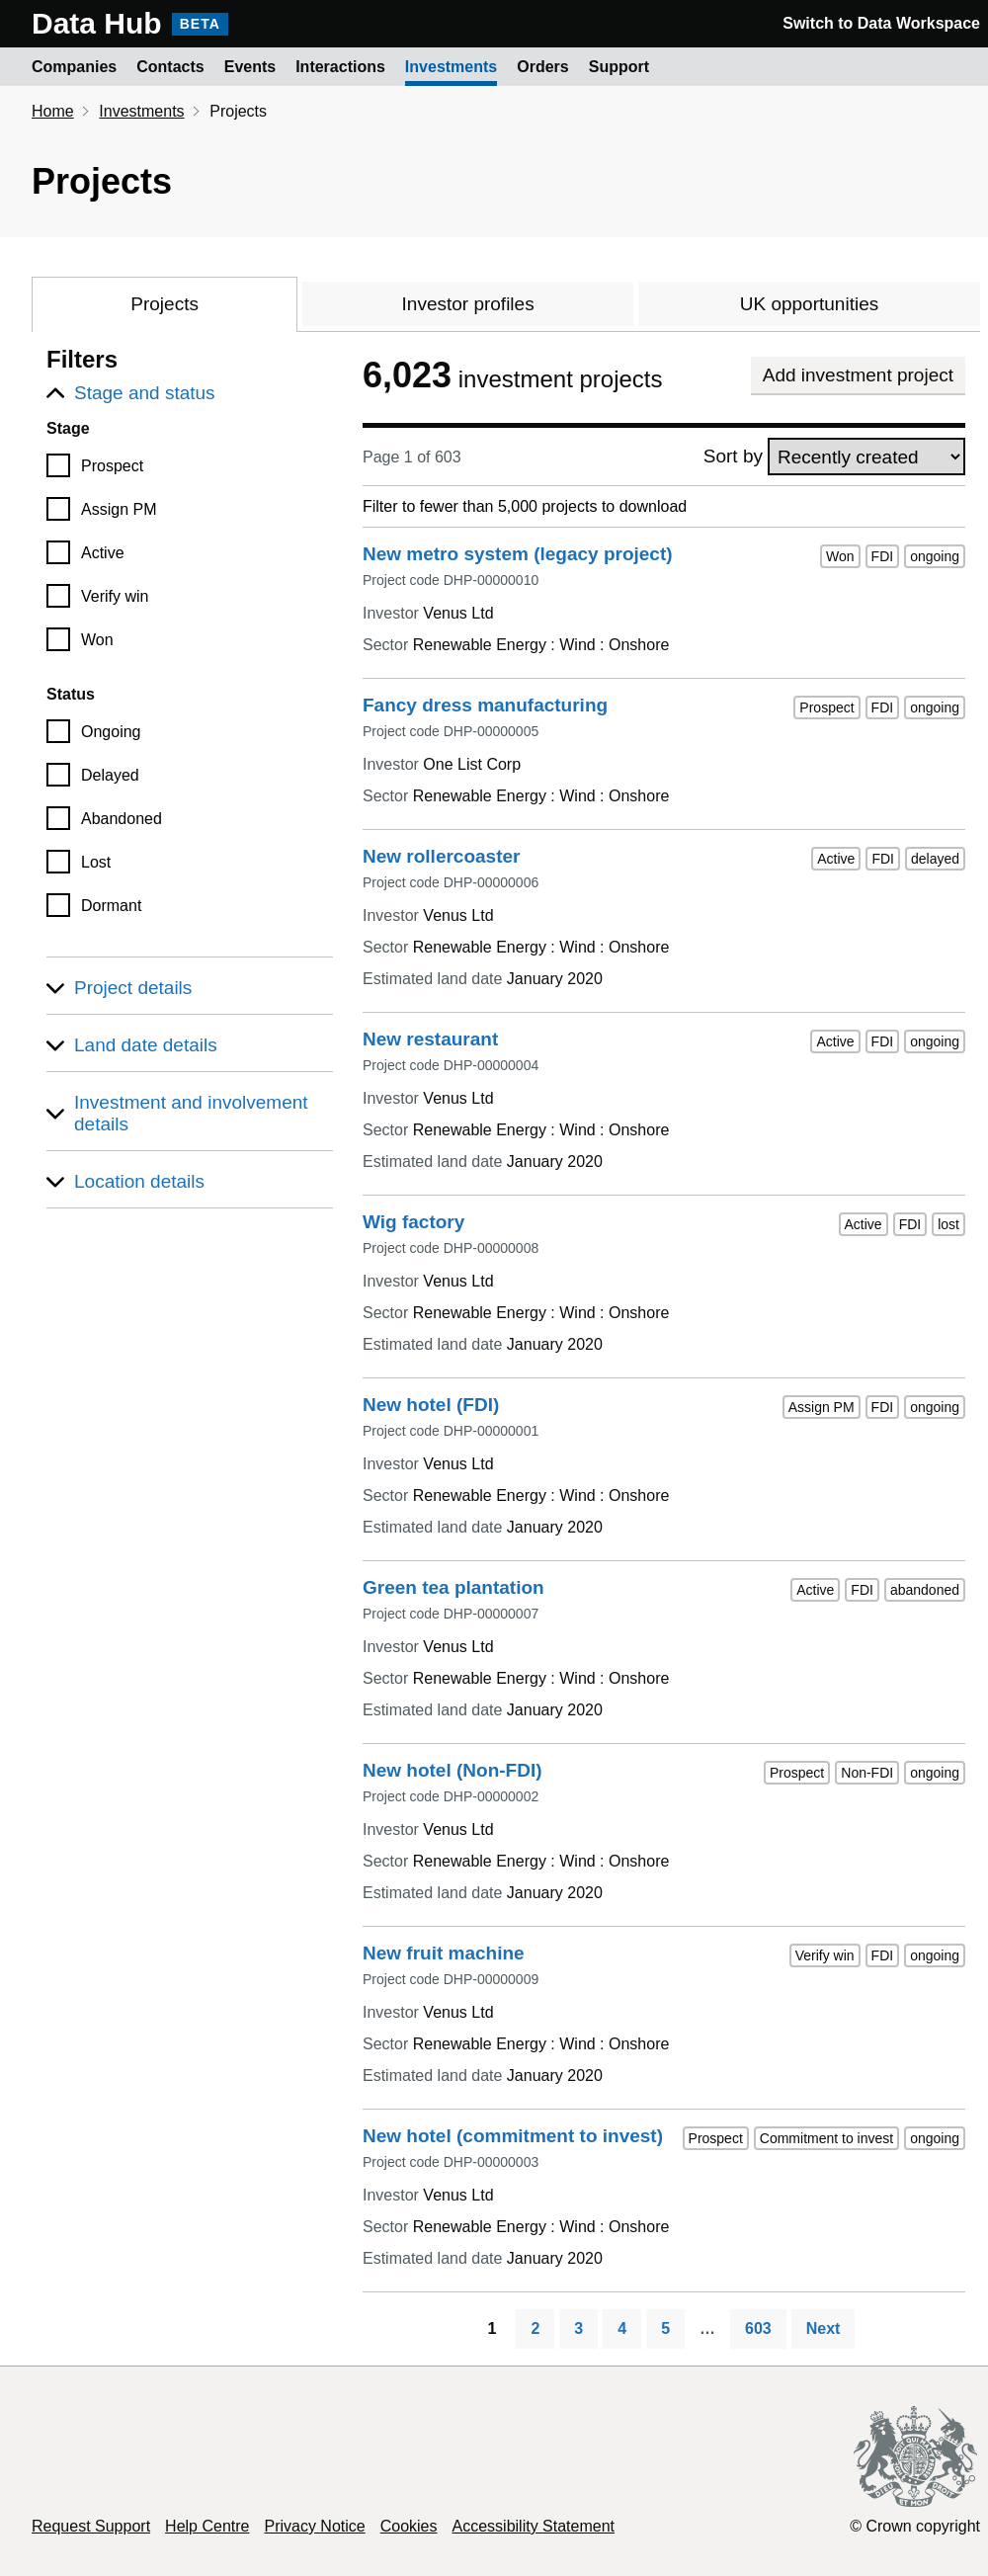 Data Hub BETA Switch to Data Workspace
Companies Contacts Events Interactions Investments Orders Support
Home Investments Projects
Projects
Projects Investor profiles UK opportunities
Filters
Stage and status
Stage
Prospect
Assign PM
Active
Verify win
Won
Status
Ongoing
Delayed
Abandoned
Lost
Dormant
Project details
Land date details
Investment and involvement
details
Location details
6,023 investment projects Add investment project
Page 1 of 603 Sort by Recently created
Filter to fewer than 5,000 projects to download
New metro system (legacy project) Won FDI ongoing
Project code DHP-00000010
Investor Venus Ltd
Sector Renewable Energy : Wind : Onshore
Fancy dress manufacturing Prospect FDI ongoing
Project code DHP-00000005
Investor One List Corp
Sector Renewable Energy : Wind : Onshore
New rollercoaster Active FDI delayed
Project code DHP-00000006
Investor Venus Ltd
Sector Renewable Energy : Wind : Onshore
Estimated land date January 2020
New restaurant Active FDI ongoing
Project code DHP-00000004
Investor Venus Ltd
Sector Renewable Energy : Wind : Onshore
Estimated land date January 2020
Wig factory Active FDI lost
Project code DHP-00000008
Investor Venus Ltd
Sector Renewable Energy : Wind : Onshore
Estimated land date January 2020
New hotel (FDI) Assign PM FDI ongoing
Project code DHP-00000001
Investor Venus Ltd
Sector Renewable Energy : Wind : Onshore
Estimated land date January 2020
Green tea plantation Active FDI abandoned
Project code DHP-00000007
Investor Venus Ltd
Sector Renewable Energy : Wind : Onshore
Estimated land date January 2020
New hotel (Non-FDI) Prospect Non-FDI ongoing
Project code DHP-00000002
Investor Venus Ltd
Sector Renewable Energy : Wind : Onshore
Estimated land date January 2020
New fruit machine Verify win FDI ongoing
Project code DHP-00000009
Investor Venus Ltd
Sector Renewable Energy : Wind : Onshore
Estimated land date January 2020
New hotel (commitment to invest) Prospect Commitment to invest ongoing
Project code DHP-00000003
Investor Venus Ltd
Sector Renewable Energy : Wind : Onshore
Estimated land date January 2020
1 2 3 4 5 … 603 Next
DIEU ET MON DROIT
Request Support Help Centre Privacy Notice Cookies Accessibility Statement © Crown copyright